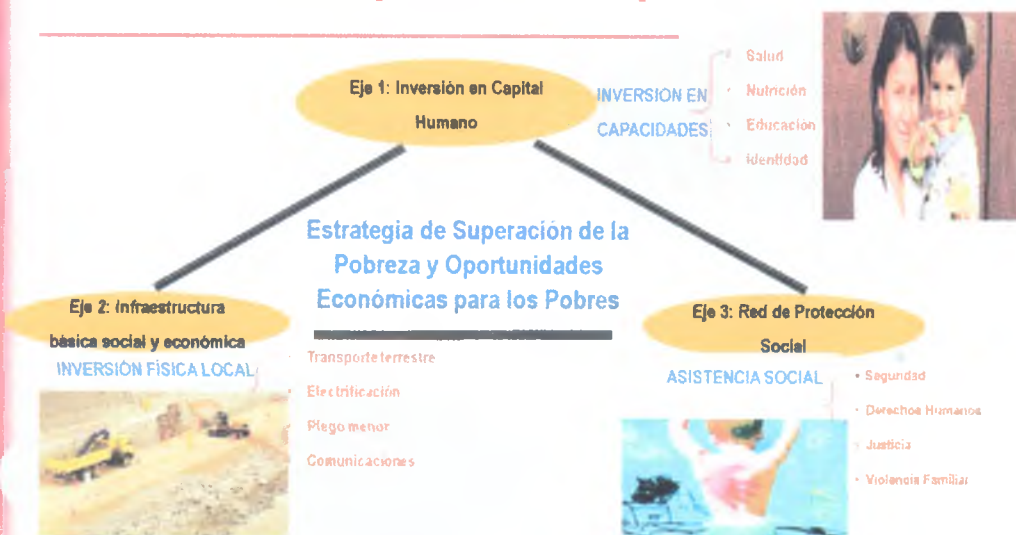 Eje 1: Inversión en Capital
Humano
INVERSION EN
CAPACIDADES
Salud
Nutrición
Educación
Identidad
Estrategia de Superación de la
Pobreza y Oportunidades
Económicas para los Pobres
Eje 2: Infraestructura
básica social y económica
INVERSIÓN FÍSICA LOCAL
Transporte terrestre
Electrificación
Plego menor
Comunicaciones
Eje 3: Red de Protección
Social
ASISTENCIA SOCIAL
• Seguridad
• Derechos Humanos
• Justicia
• Violencia Familiar